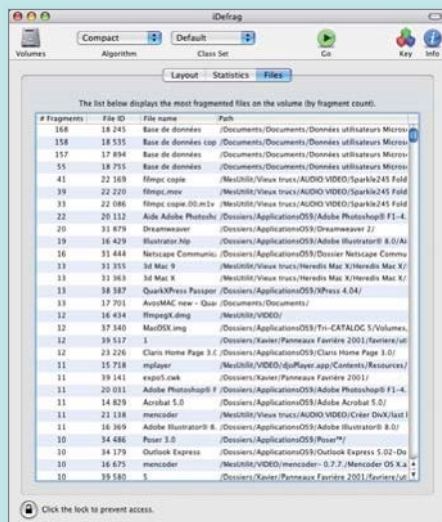 iDefrag
Compact Default
Volumes Algorithm Class Set Go Key Info
Layout Statistics Files
The list below displays the most fragmented files on the volume (by fragment count).
# Fragments File ID File name Path
168 18 245 Base de données /Documents/Documents/Données utilisateurs Micros
158 18 535 Base de données cop /Documents/Documents/Données utilisateurs Micros
157 17 894 Base de données /Documents/Documents/Données utilisateurs Micros
55 18 755 Base de données /Documents/Documents/Données utilisateurs Micros
41 22 169 filmpc copie /MesUtilit/Vieux trucs/AUDIO VIDEO/Sparkle245 Fold
39 22 220 filmpc.mov /MesUtilit/Vieux trucs/AUDIO VIDEO/Sparkle245 Fold
33 22 086 filmpc copie.00.m1v /MesUtilit/Vieux trucs/AUDIO VIDEO/Sparkle245 Fold
22 20 112 Aide Adobe Photosho /Dossiers/ApplicationsOS9/Adobe Photoshop® F1-4.
20 31 879 Dreamweaver /Dossiers/ApplicationsOS9/Dreamweaver 2/
19 16 429 Illustrator.hlp /Dossiers/ApplicationsOS9/Adobe Illustrator® 8.0/Ai
16 31 444 Netscape Communic /Dossiers/ApplicationsOS9/Dossier Netscape Commu
13 31 355 3d Mac 9 /MesUtilit/Vieux trucs/Heredis Mac X/Heredis Mac X/
13 31 363 3d Mac X /MesUtilit/Vieux trucs/Heredis Mac X/Heredis Mac X/
13 38 387 QuarkXPress Passpor /Dossiers/ApplicationsOS9/XPress 4.04/
13 17 701 AvosMAC new - Quar /Documents/Documents/
12 16 434 ffmpegX.dmg /MesUtilit/VIDEO/
12 37 340 MacOSX.img /Dossiers/ApplicationsOS9/Tri-CATALOG 5/Volumes,
12 39 517 1 /Dossiers/Xavier/Panneaux Favrière 2001/favriere/ut
12 23 226 Claris Home Page 3.0 /Dossiers/ApplicationsOS9/Claris Home Page 3.0/
11 15 718 mplayer /MesUtilit/VIDEO/djoPlayer.app/Contents/Resources/
11 39 141 expo5.cwk /Dossiers/Xavier/Panneaux Favrière 2001/
11 20 031 Adobe Photoshop® F /Dossiers/ApplicationsOS9/Adobe Photoshop® F1-4.
11 14 829 Acrobat 5.0 /Dossiers/ApplicationsOS9/Adobe Acrobat 5.0/
11 21 138 mencoder /MesUtilit/Vieux trucs/AUDIO VIDEO/Créer DivX/last
11 16 369 Adobe Illustrator® 8. /Dossiers/ApplicationsOS9/Adobe Illustrator® 8.0/
10 34 486 Poser 3.0 /Dossiers/ApplicationsOS9/Poser™/
10 34 179 Outlook Express /Dossiers/ApplicationsOS9/Outlook Express 5.02-Do
10 16 675 mencoder /MesUtilit/VIDEO/mencoder- 0.7.7./Mencoder OS X.a
10 39 580 5 /Dossiers/Xavier/Panneaux Favrière 2001/favriere/ut
Click the lock to prevent access.